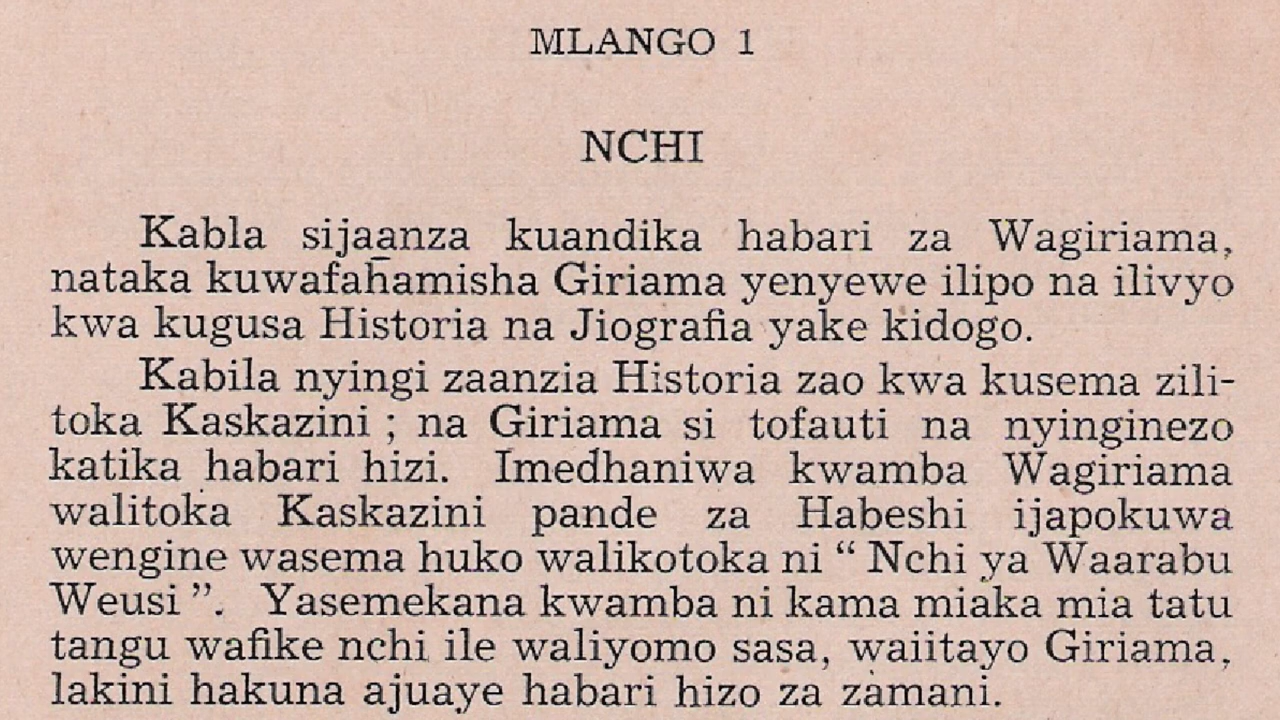 MLANGO 1
NCHI
Kabla sijaanza kuandika habari za Wagiriama,
nataka kuwafahamisha Giriama yenyewe ilipo na ilivyo
kwa kugusa Historia na Jiografia yake kidogo.
Kabila nyingi zaanzia Historia zao kwa kusema zili-
toka Kaskazini ; na Giriama si tofauti na nyinginezo
katika habari hizi. Imedhaniwa kwamba Wagiriama
walitoka Kaskazini pande za Habeshi ijapokuwa
wengine wasema huko walikotoka ni “ Nchi ya Waarabu
Weusi ”. Yasemekana kwamba ni kama miaka mia tatu
tangu wafike nchi ile waliyomo sasa, waiitayo Giriama,
lakini hakuna ajuaye habari hizo za zamani.